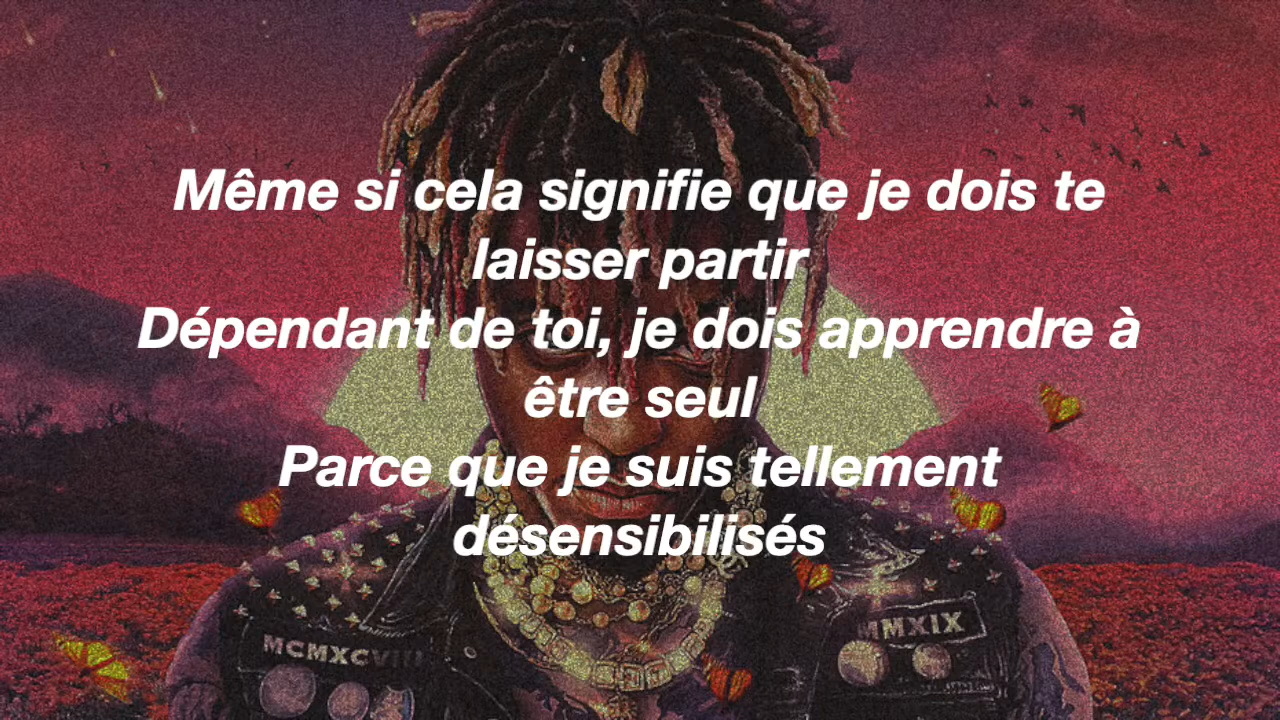 Même si cela signifie que je dois te
laisser partir
Dépendant de toi, je dois apprendre à
être seul
Parce que je suis tellement
désensibilisés
MCMXCVIII
MMXIX